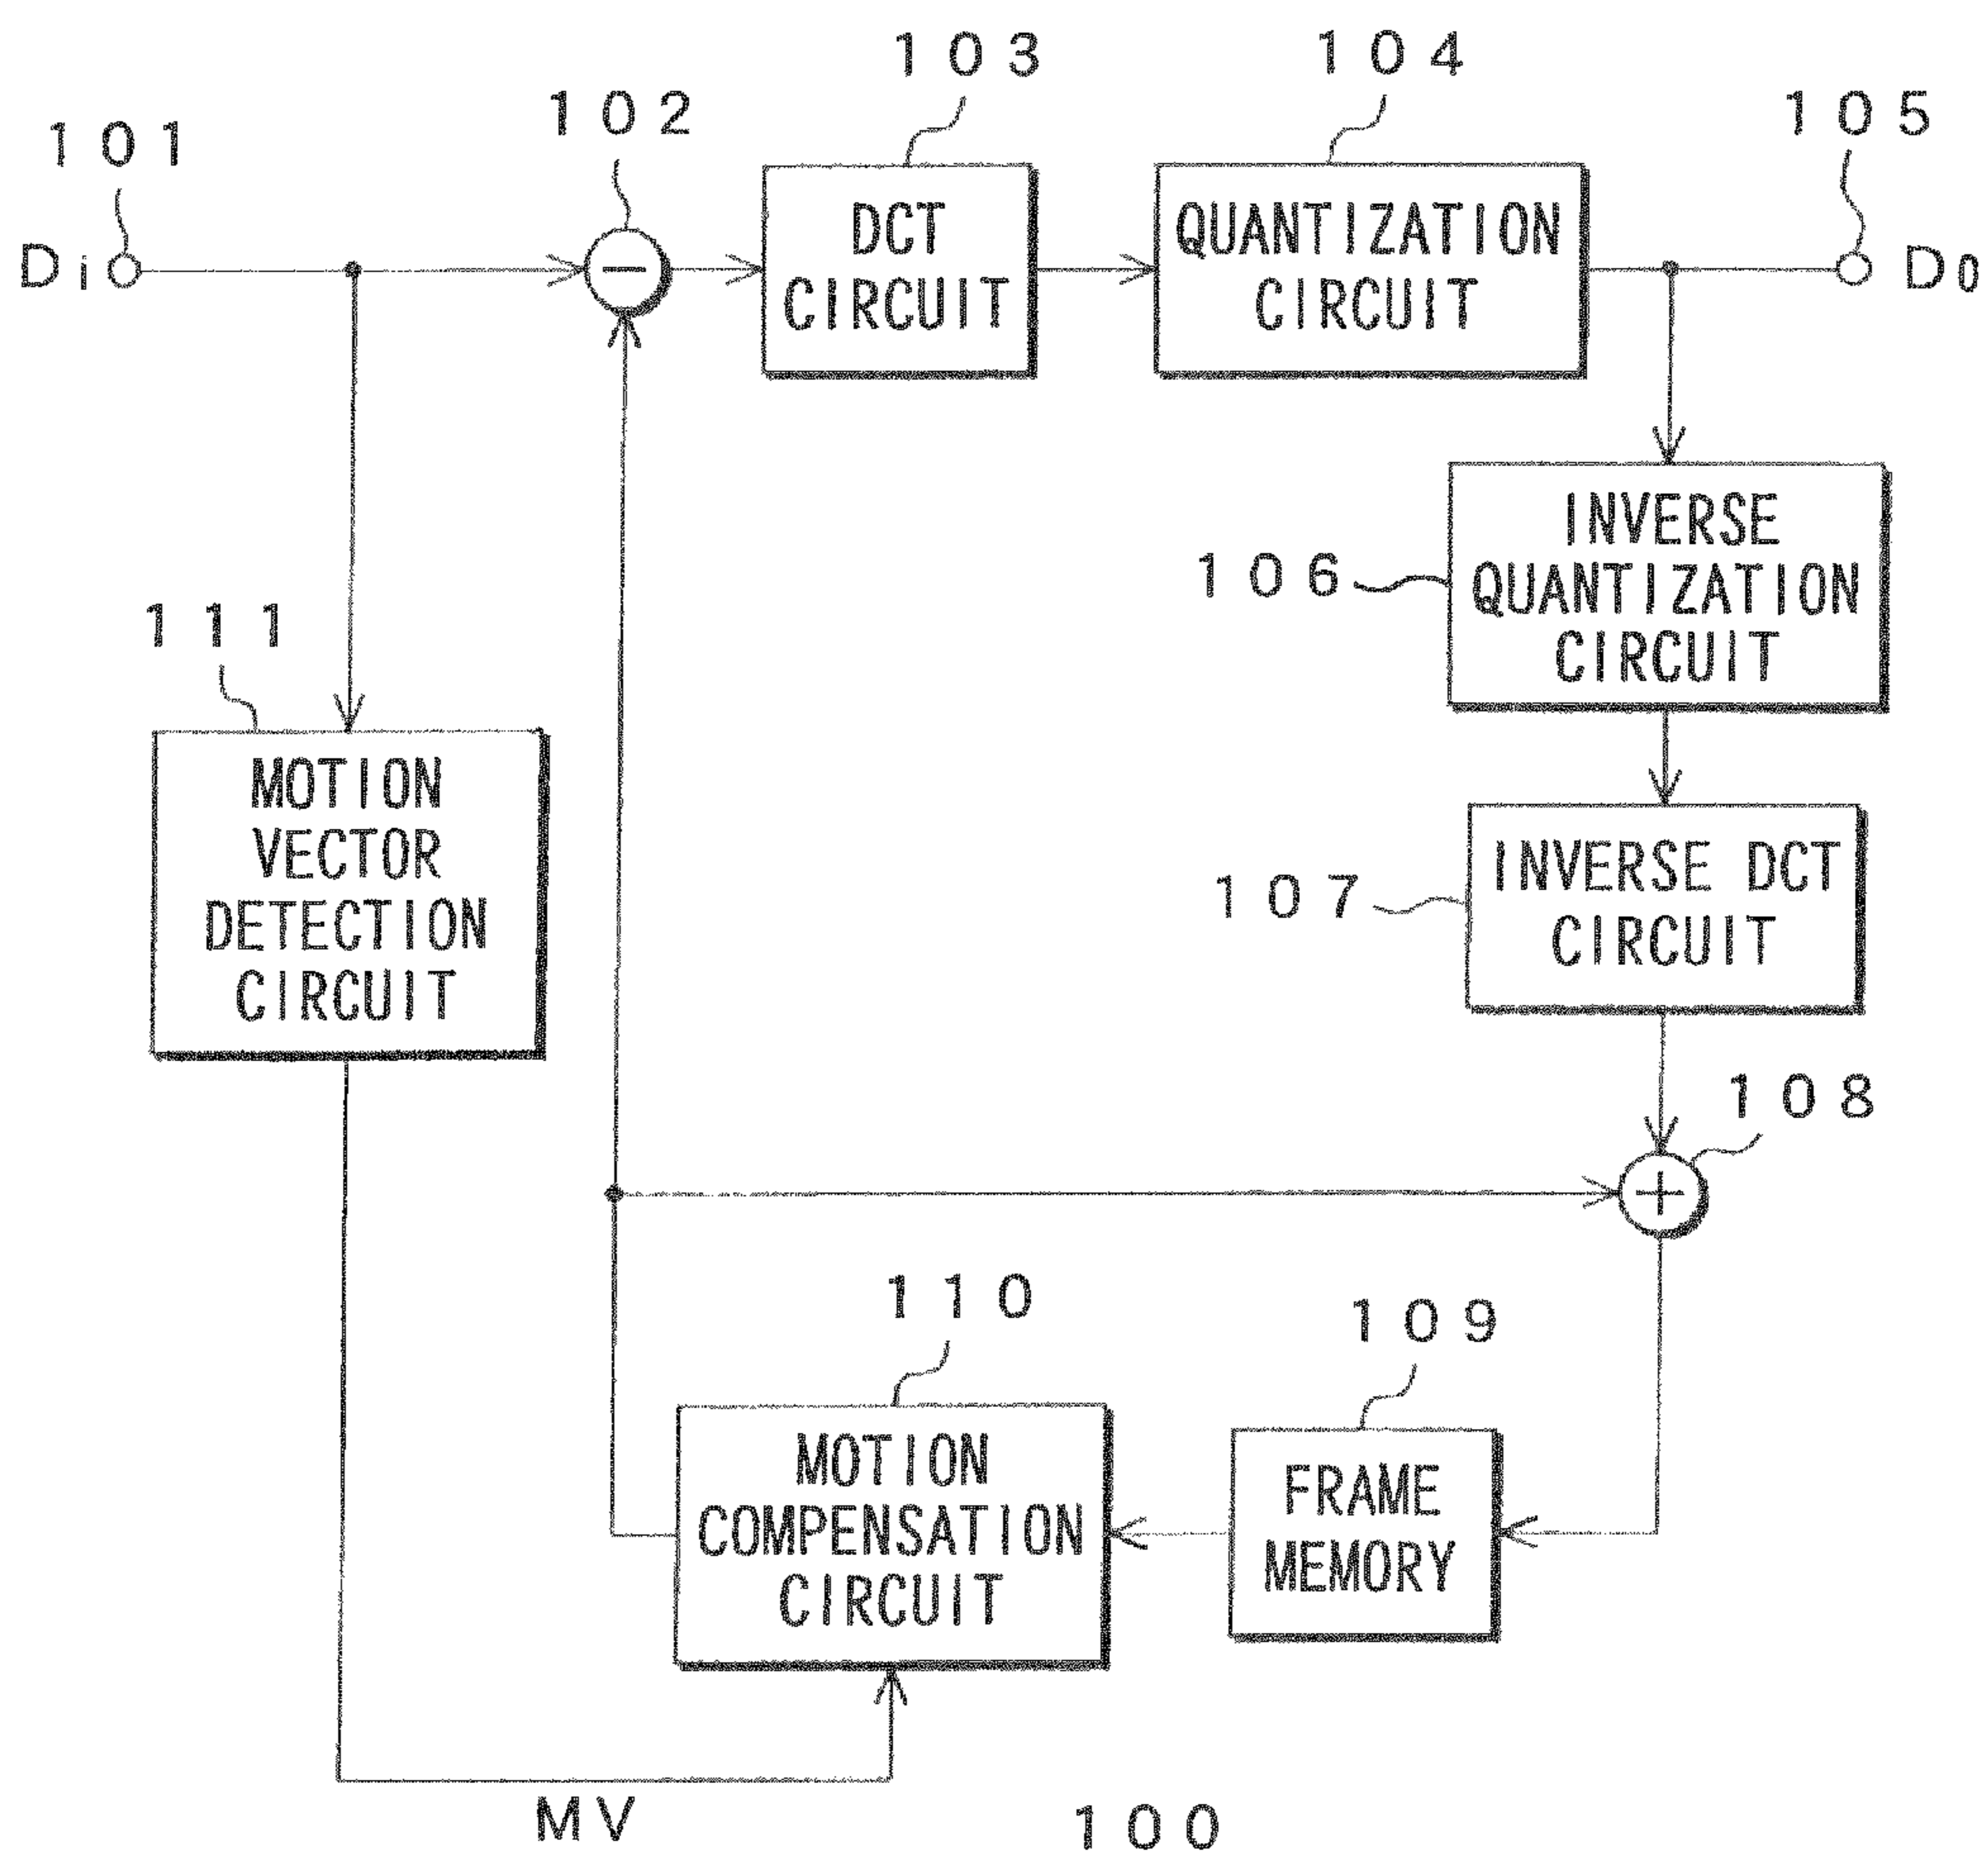 103
104
102
105
101
Di
DCT
CIRCUIT
QUANTIZATION
CIRCUIT
D0
INVERSE
QUANTIZATION
CIRCUIT
106
111
MOTION
VECTOR
DETECTION
CIRCUIT
INVERSE DCT
CIRCUIT
107
108
110
109
MOTION
COMPENSATION
CIRCUIT
FRAME
MEMORY
MV
100